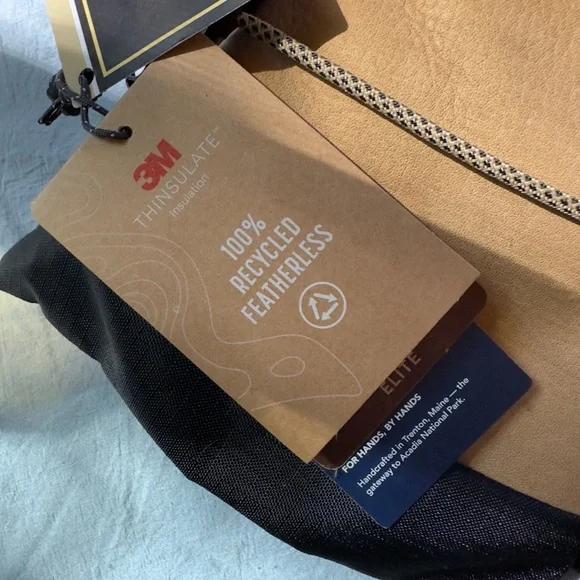 3M
THINSULATE™
Insulation
100%
RECYCLED
FEATHERLESS
ELITE
FOR HANDS, BY HANDS
Handcrafted in Trenton, Maine — the
gateway to Acadia National Park.